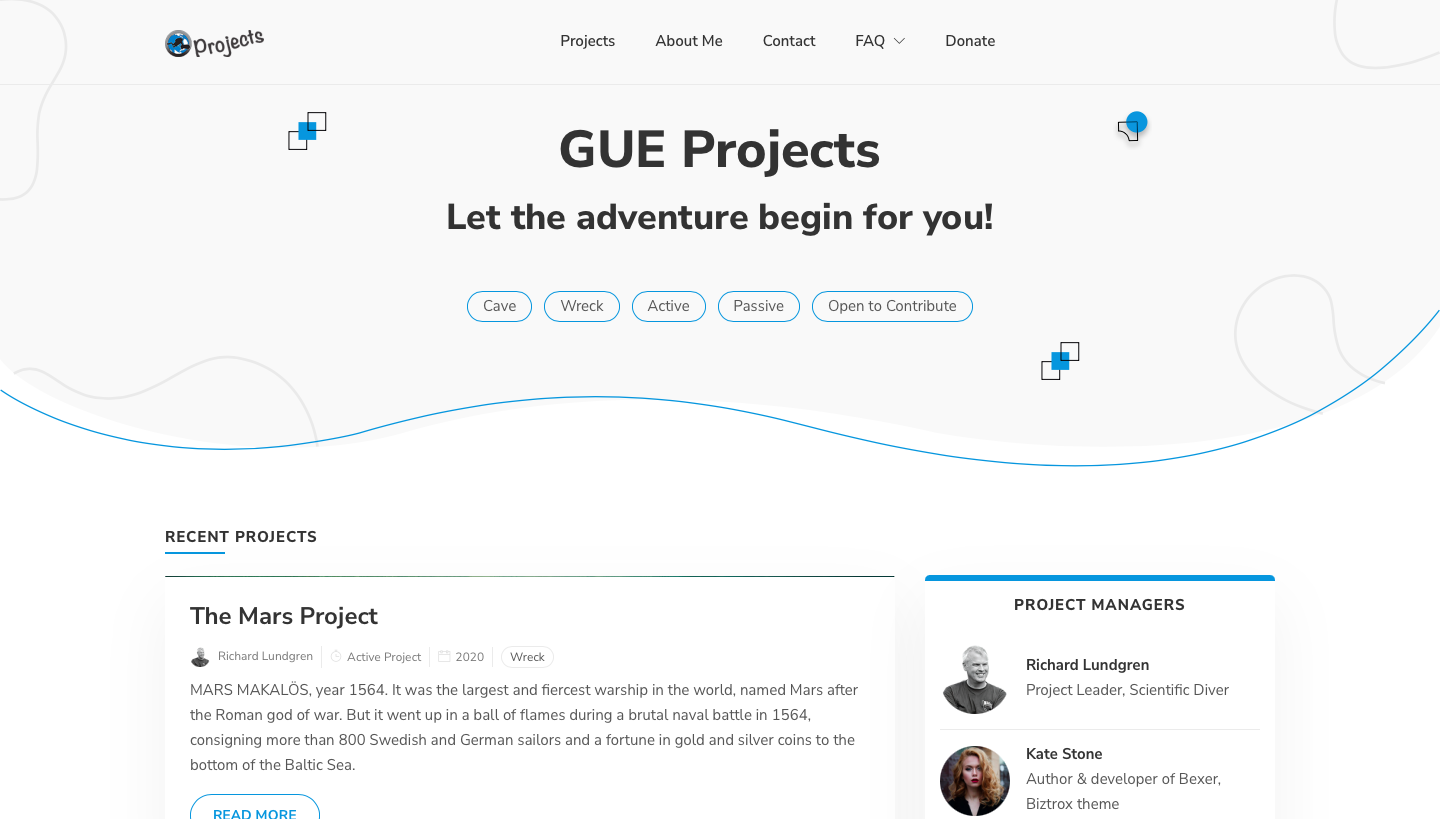 Projects
Projects About Me Contact FAQ Donate
GUE Projects
Let the adventure begin for you!
Cave Wreck Active Passive Open to Contribute
RECENT PROJECTS
The Mars Project
Richard Lundgren Active Project 2020 Wreck
MARS MAKALÖS, year 1564. It was the largest and fiercest warship in the world, named Mars after
the Roman god of war. But it went up in a ball of flames during a brutal naval battle in 1564,
consigning more than 800 Swedish and German sailors and a fortune in gold and silver coins to the
bottom of the Baltic Sea.
READ MORE
PROJECT MANAGERS
Richard Lundgren
Project Leader, Scientific Diver
Kate Stone
Author & developer of Bexer,
Biztrox theme